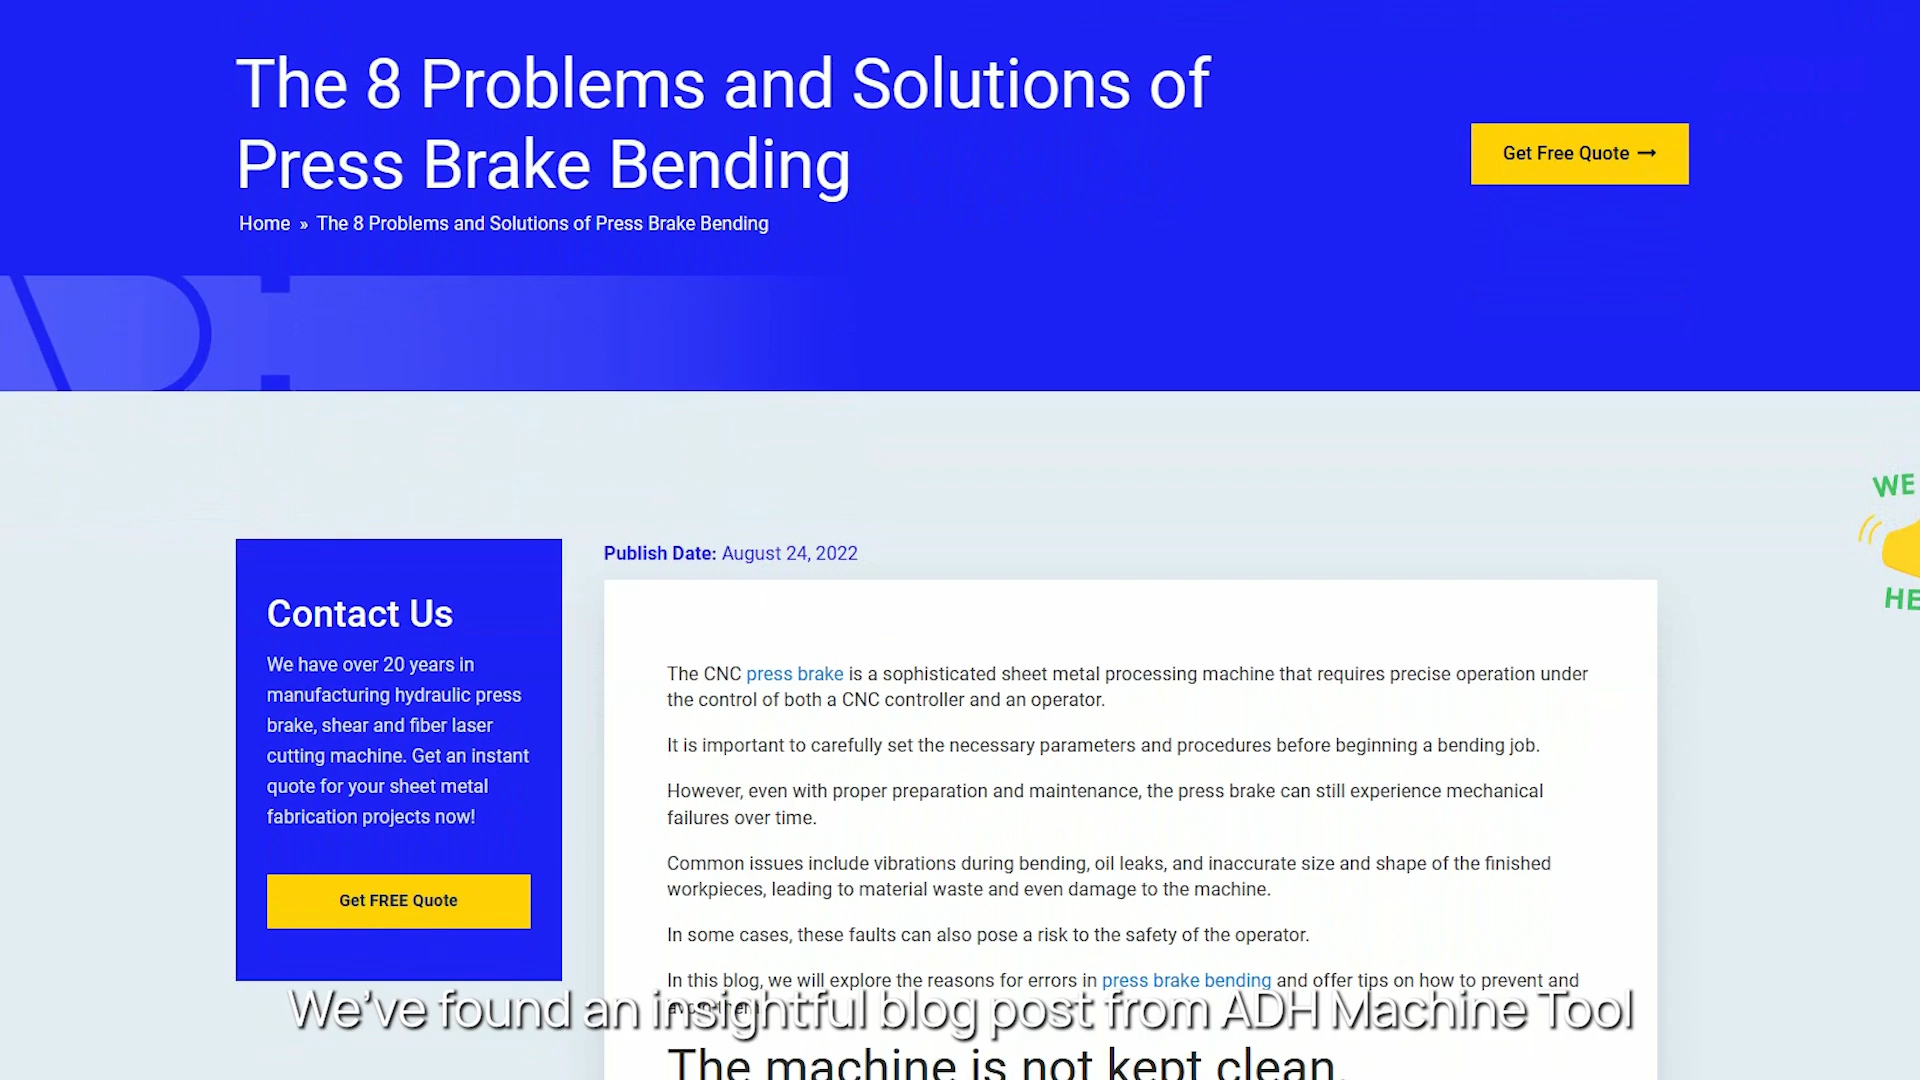 The 8 Problems and Solutions of
Press Brake Bending
Get Free Quote →
Home » The 8 Problems and Solutions of Press Brake Bending
WE
HE
Publish Date: August 24, 2022
Contact Us
We have over 20 years in
manufacturing hydraulic press
brake, shear and fiber laser
cutting machine. Get an instant
quote for your sheet metal
fabrication projects now!
Get FREE Quote
The CNC press brake is a sophisticated sheet metal processing machine that requires precise operation under
the control of both a CNC controller and an operator.
It is important to carefully set the necessary parameters and procedures before beginning a bending job.
However, even with proper preparation and maintenance, the press brake can still experience mechanical
failures over time.
Common issues include vibrations during bending, oil leaks, and inaccurate size and shape of the finished
workpieces, leading to material waste and even damage to the machine.
In some cases, these faults can also pose a risk to the safety of the operator.
In this blog, we will explore the reasons for errors in press brake bending and offer tips on how to prevent and
avoid them.
We've found an insightful blog post from ADH Machine Tool
The machine is not kept clean.